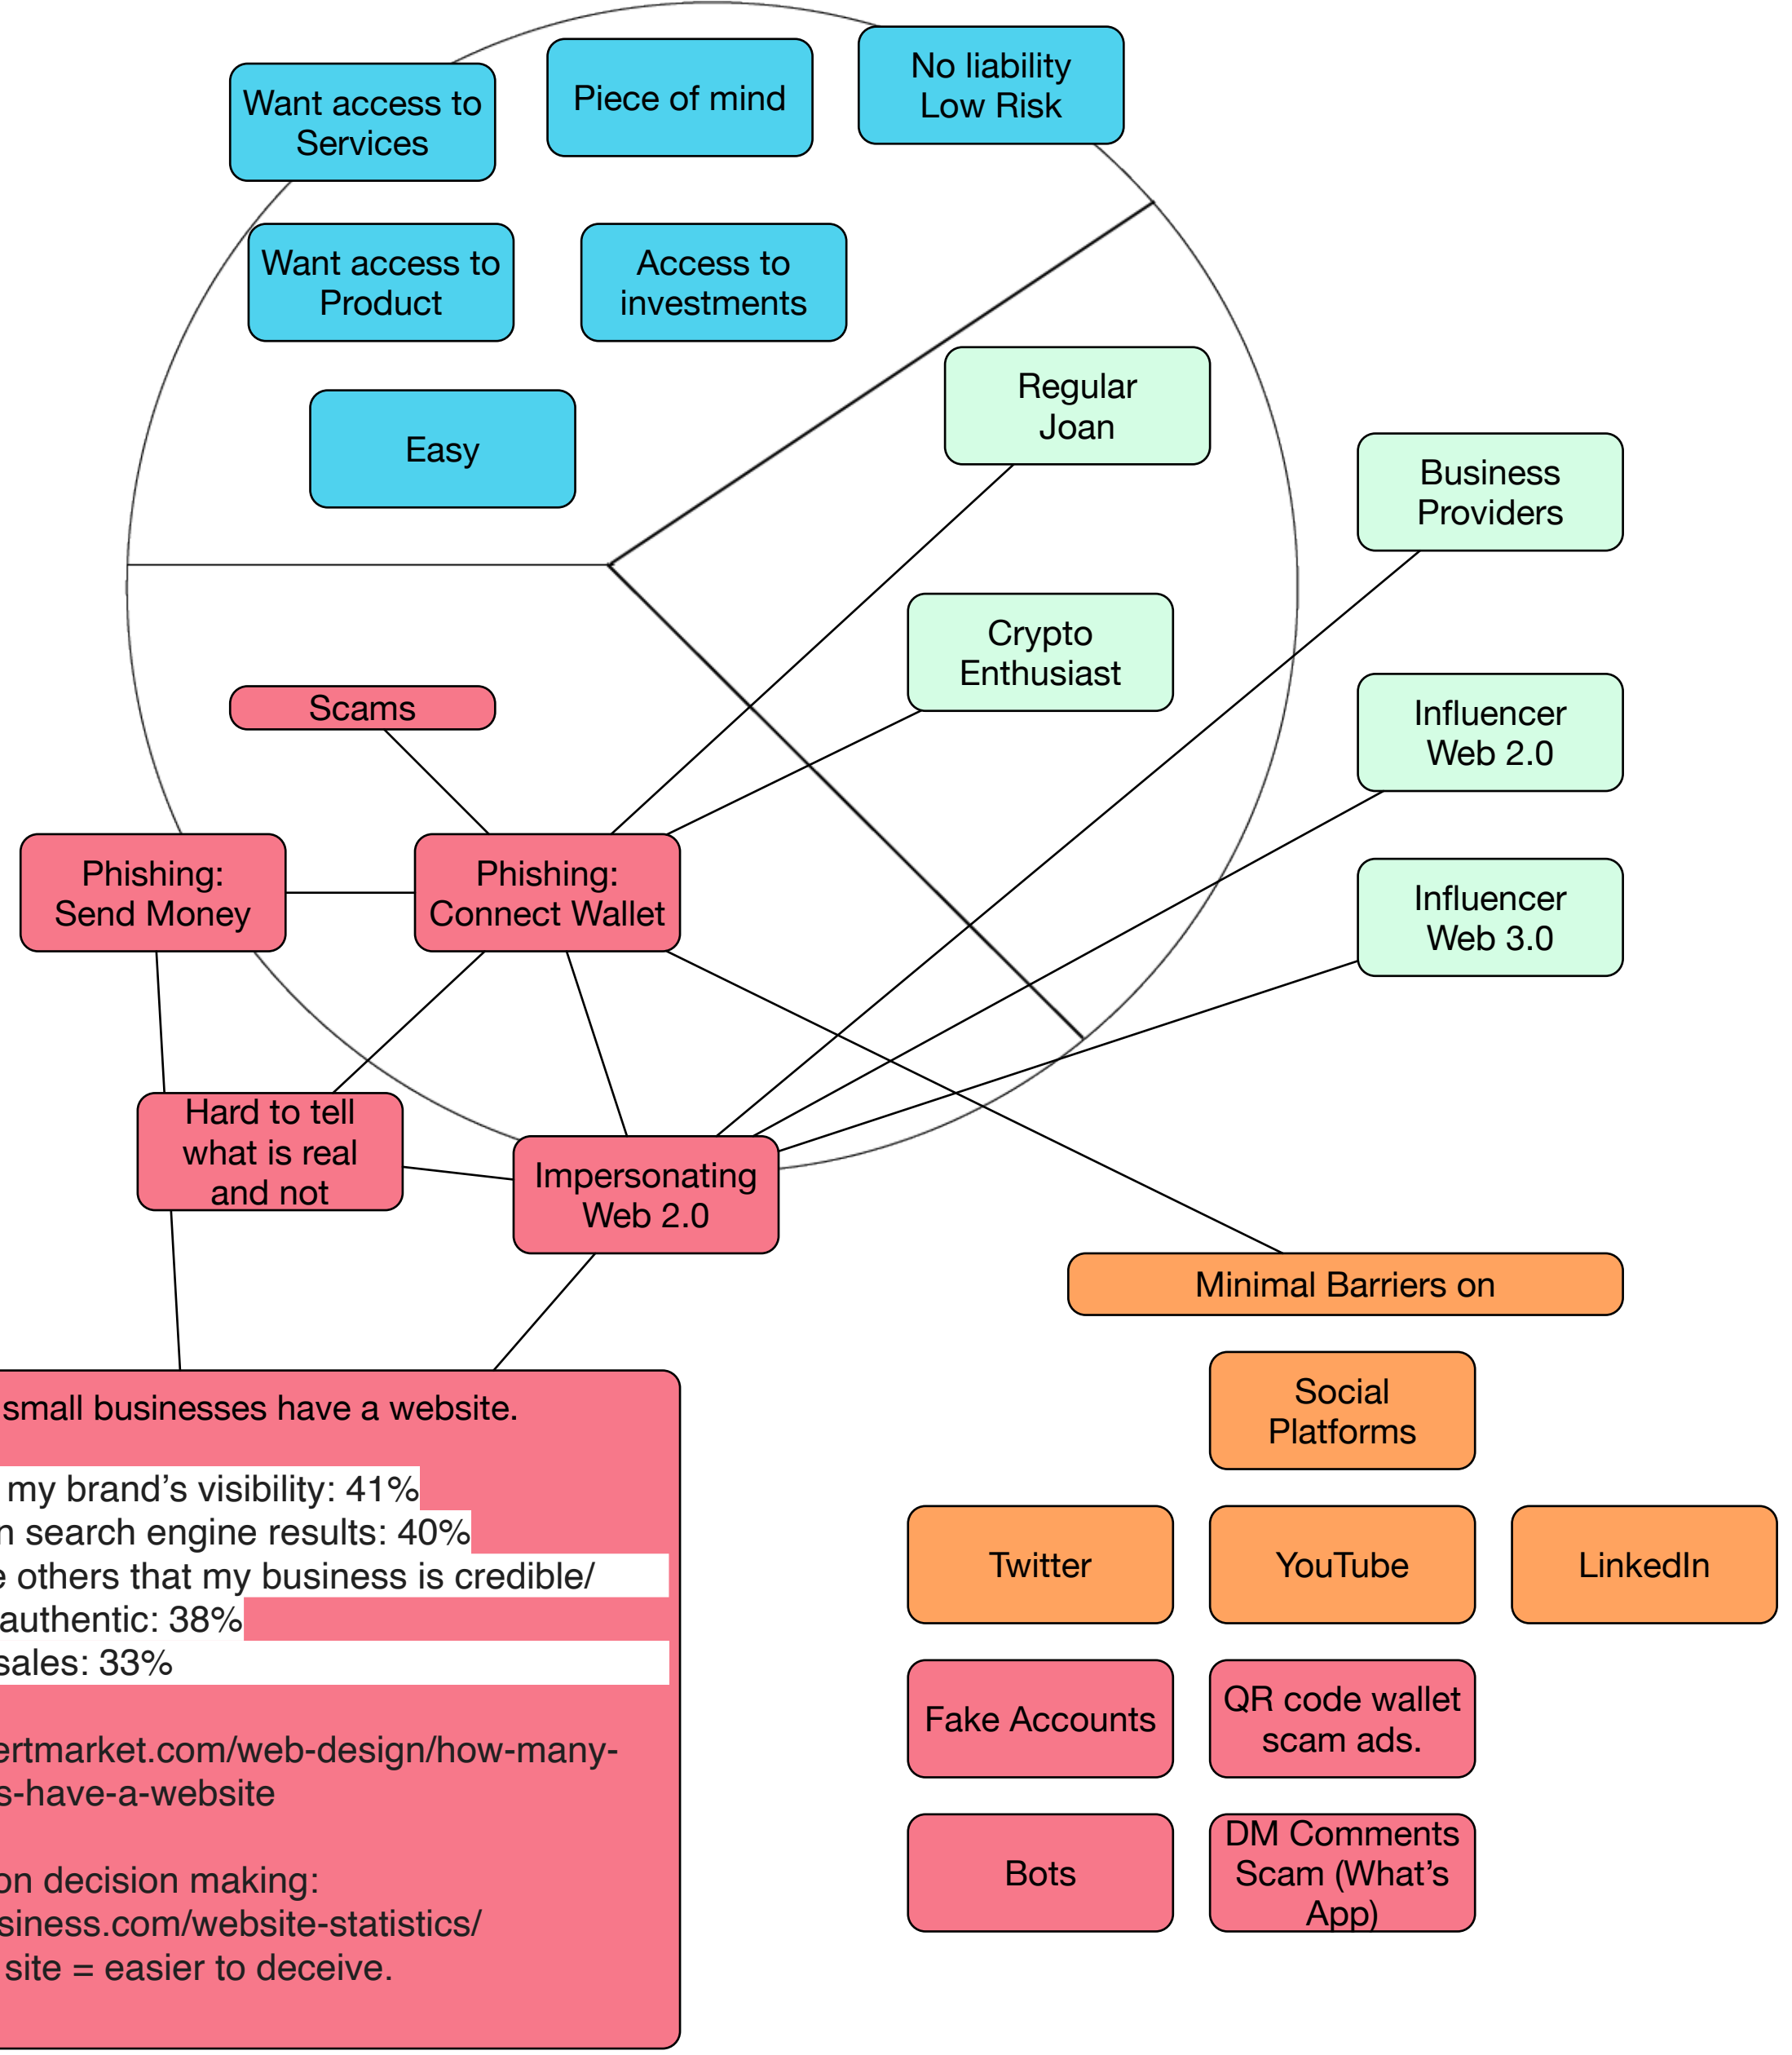 Want access to
Services
Piece of mind
No liability
Low Risk
Want access to
Product
Access to
investments
Easy
Regular
Joan
Business
Providers
Crypto
Enthusiast
Influencer
Web 2.0
Scams
Phishing:
Send Money
Phishing:
Connect Wallet
Influencer
Web 3.0
Hard to tell
what is real
and not
Impersonating
Web 2.0
Minimal Barriers on
Social
Platforms
Twitter
YouTube
LinkedIn
Fake Accounts
QR code wallet
scam ads.
Bots
DM Comments
Scam (What’s
App)
small businesses have a website.
my brand’s visibility: 41%
search engine results: 40%
others that my business is credible/
authentic: 38%
sales: 33%
ertmarket.com/web-design/how-many-
s-have-a-website
on decision making:
siness.com/website-statistics/
site = easier to deceive.